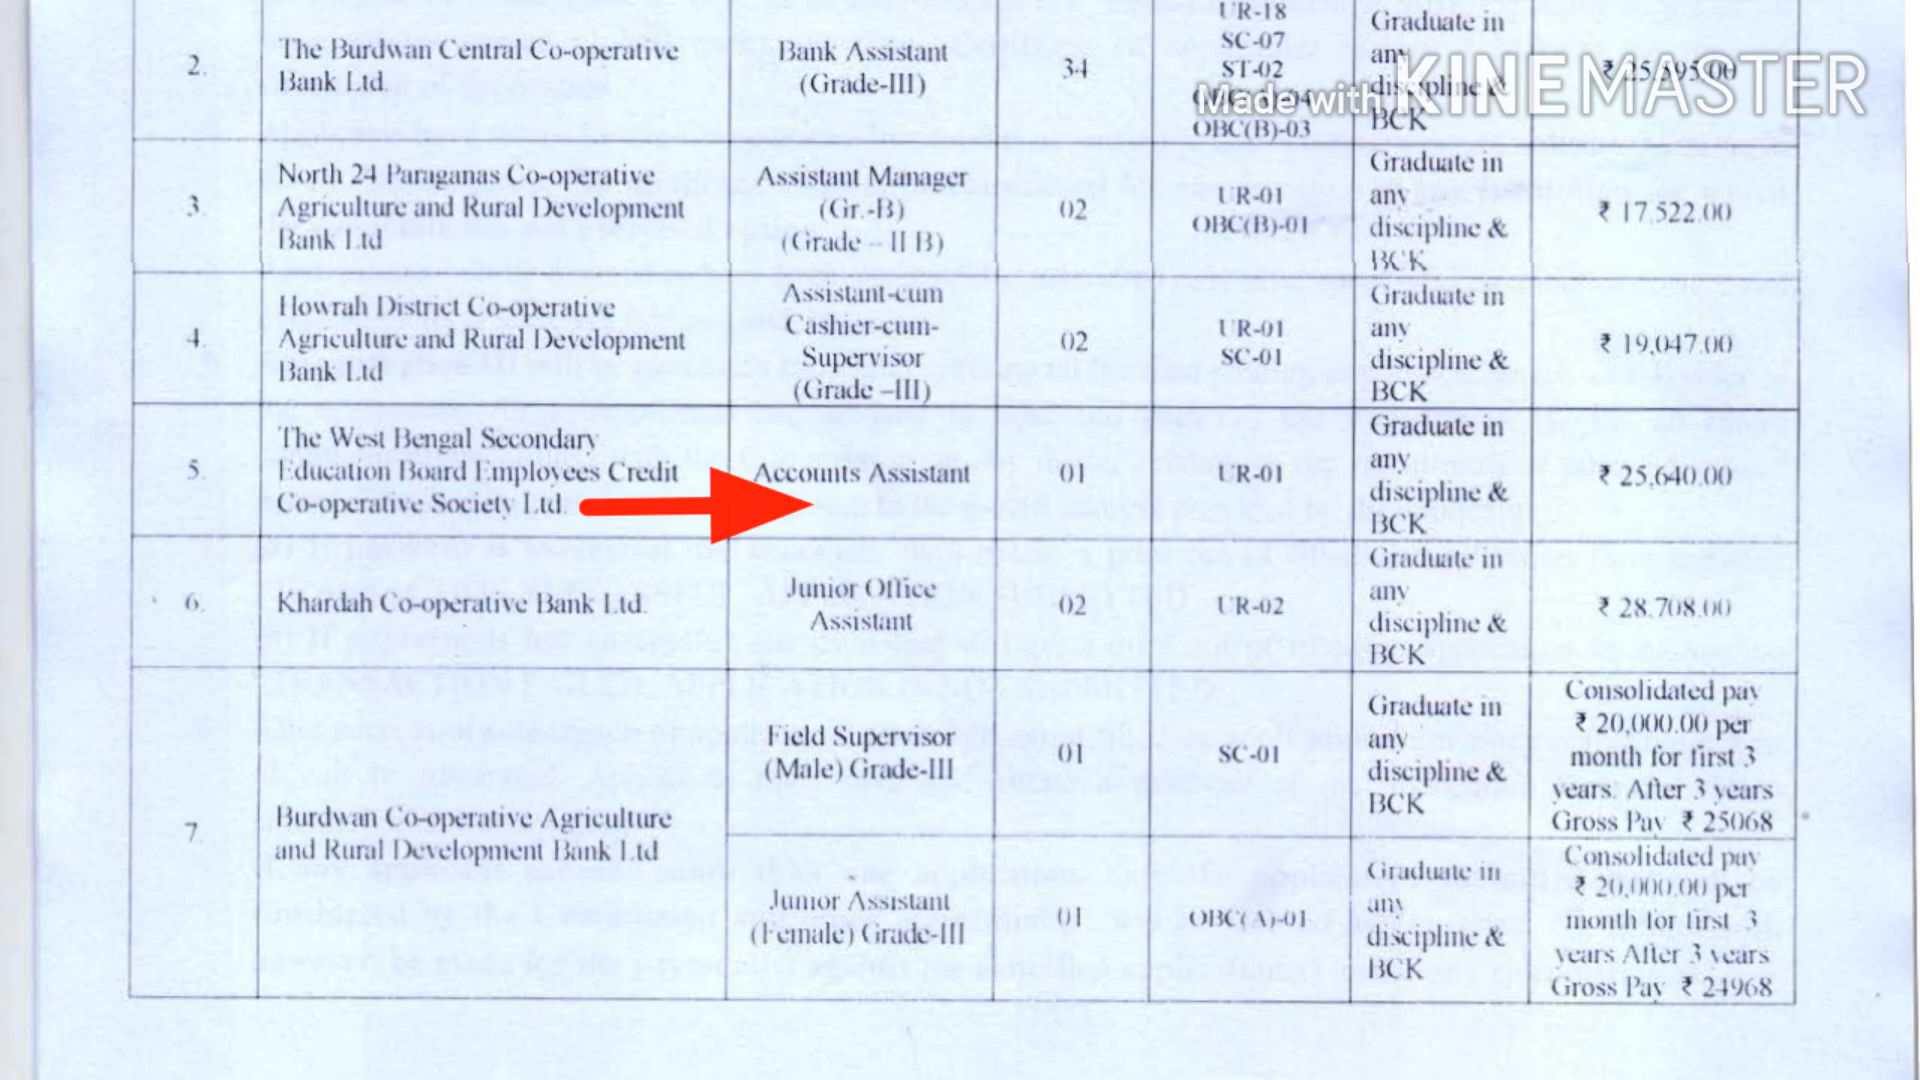 UR-18
SC-07
2. The Burdwan Central Co-operative Bank Ltd.
Bank Assistant
(Grade-III)
34
ST-02
OBC(B)-03
Graduate in
any
discipline &
BCK
Made with KINEMASTER
3.
North 24 Paraganas Co-operative
Agriculture and Rural Development
Bank Ltd
Assistant Manager
(Gr.-B)
(Grade – II B)
02
UR-01
OBC(B)-01
Graduate in
any
discipline &
BCK
₹ 17,522.00
4.
Howrah District Co-operative
Agriculture and Rural Development
Bank Ltd
Assistant-cum
Cashier-cum-
Supervisor
(Grade –III)
02
UR-01
SC-01
Graduate in
any
discipline &
BCK
₹ 19,047.00
5.
The West Bengal Secondary
Education Board Employees Credit
Co-operative Society Ltd.
Accounts Assistant
01
UR-01
Graduate in
any
discipline &
BCK
₹ 25,640.00
6.
Khardah Co-operative Bank Ltd
Junior Office
Assistant
02
UR-02
Graduate in
any
discipline &
BCK
₹ 28,708.00
7.
Burdwan Co-operative Agriculture
and Rural Development Bank Ltd
Field Supervisor
(Male) Grade-III
01
SC-01
Graduate in
any
discipline &
BCK
Consolidated pay
₹ 20,000.00 per
month for first 3
years. After 3 years
Gross Pay ₹ 25068
Junior Assistant
(Female) Grade-III
01
OBC(A)-01
Graduate in
any
discipline &
BCK
Consolidated pay
₹ 20,000.00 per
month for first 3
years After 3 years
Gross Pay ₹ 24968